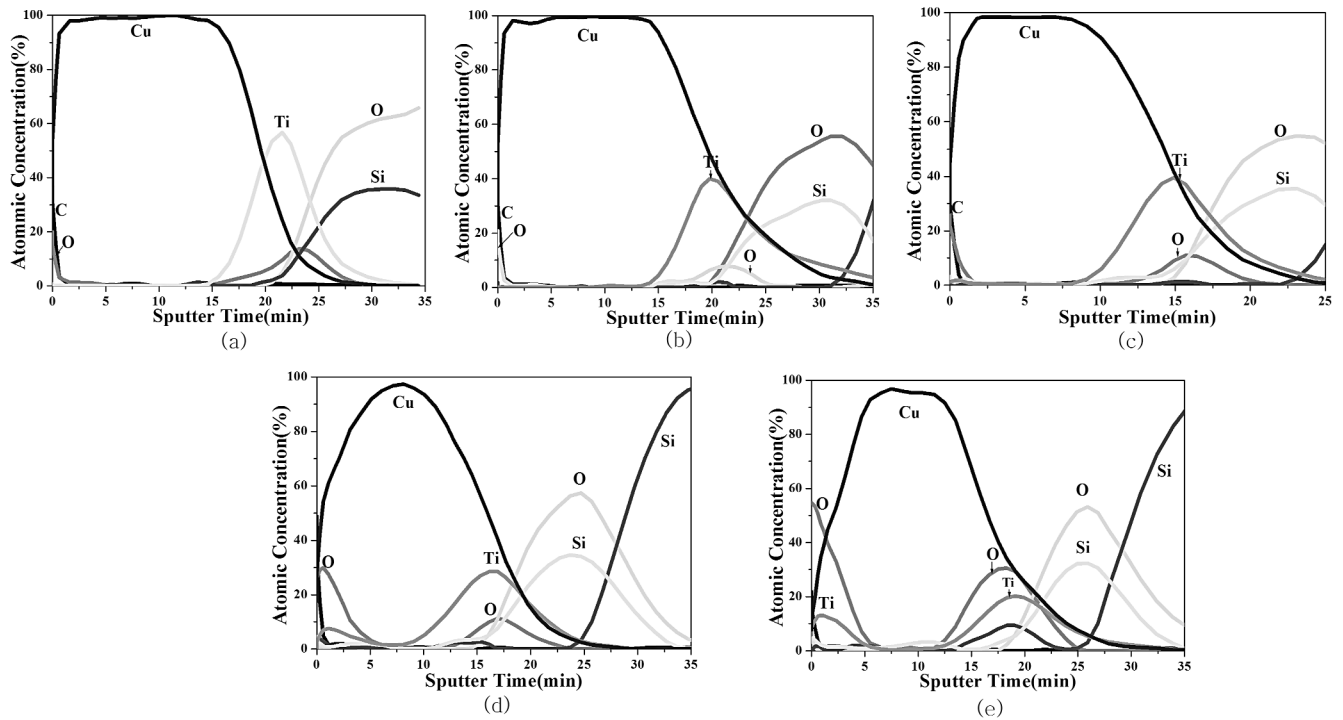 100
80
60
40
20
0
Atommic Concentration(%)
Cu
Ti
O
Si
C
O
0 5 10 15 20 25 30 35
Sputter Time(min)
(a)
100
80
60
40
20
0
Atomic Concentration(%)
Cu
Ti
O
Si
C
O
O
0 5 10 15 20 25 30 35
Sputter Time(min)
(b)
100
80
60
40
20
0
Atomic Concentration(%)
Cu
Ti
O
Si
C
O
0 5 10 15 20 25
Sputter Time(min)
(c)
100
80
60
40
20
0
Atomic Concentration(%)
Cu
Si
O
O
Si
Ti
O
0 5 10 15 20 25 30 35
Sputter Time(min)
(d)
100
80
60
40
20
0
Atomic Concentration(%)
Cu
Si
O
O
Si
O
Ti
Ti
0 5 10 15 20 25 30 35
Sputter Time(min)
(e)